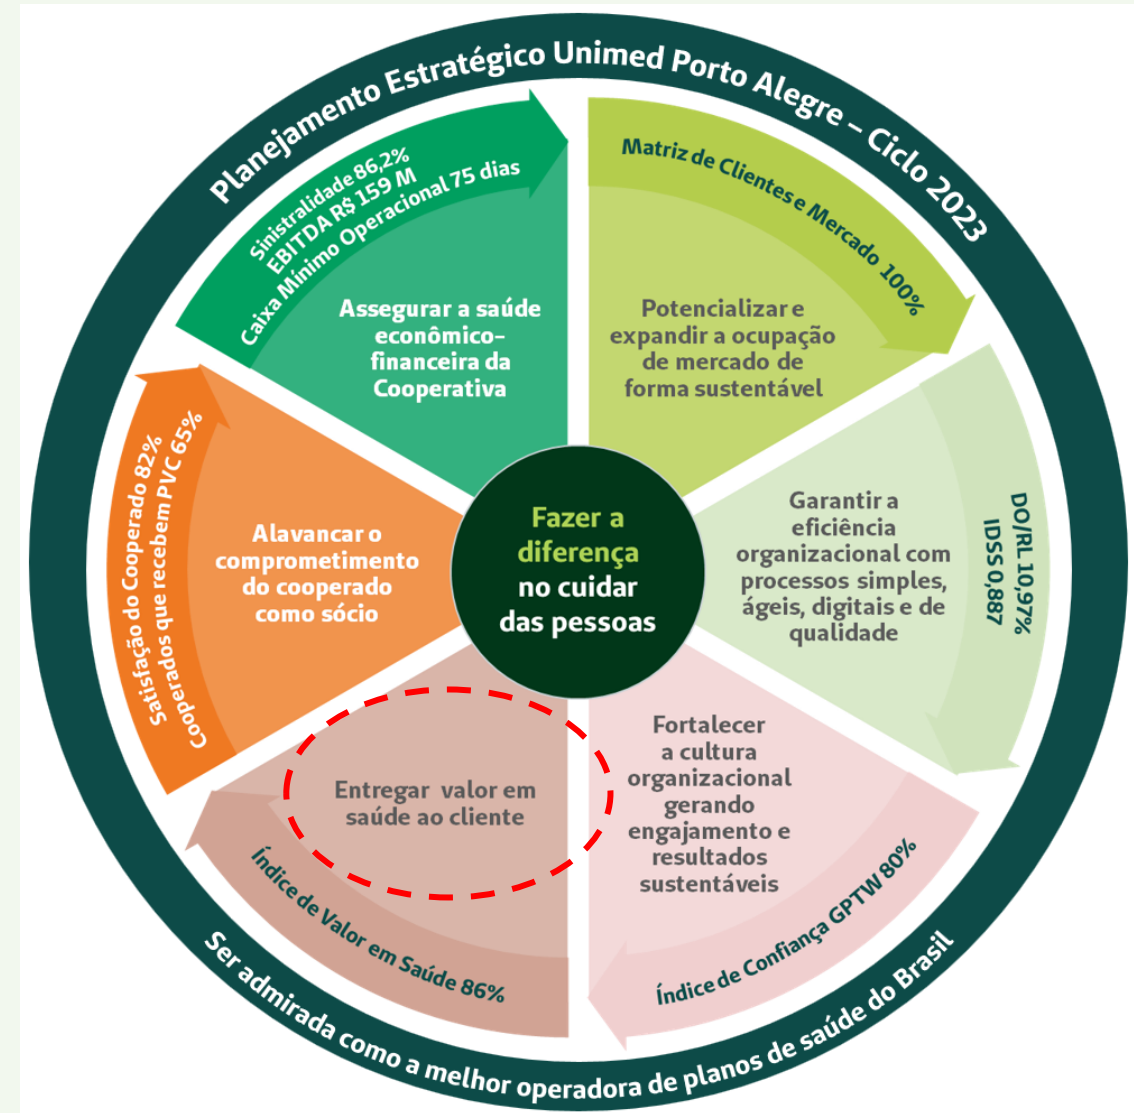 Planejamento Estratégico Unimed Porto Alegre – Ciclo 2023
Sinistralidade 86,2%
EBITDA R$ 159 M
Caixa Mínimo Operacional 75 dias
Assegurar a saúde
econômico-
financeira da
Cooperativa
Matriz de Clientes e Mercado 100%
Potencializar e
expandir a ocupação
de mercado de
forma sustentável
DO/RL 10,97%
IDSS 0,887
Garantir a
eficiência
organizacional com
processos simples,
ágeis, digitais e de
qualidade
Fortalecer
a cultura
organizacional
gerando
engajamento e
resultados
sustentáveis
Índice de Confiança GPTW 80%
Entregar valor em
saúde ao cliente
Índice de Valor em Saúde 86%
Satisfação do Cooperado 82%
Cooperados que recebem PVC 65%
Alavancar o
comprometimento
do cooperado
como sócio
Fazer a
diferença
no cuidar
das pessoas
Ser admirada como a melhor operadora de planos de saúde do Brasil